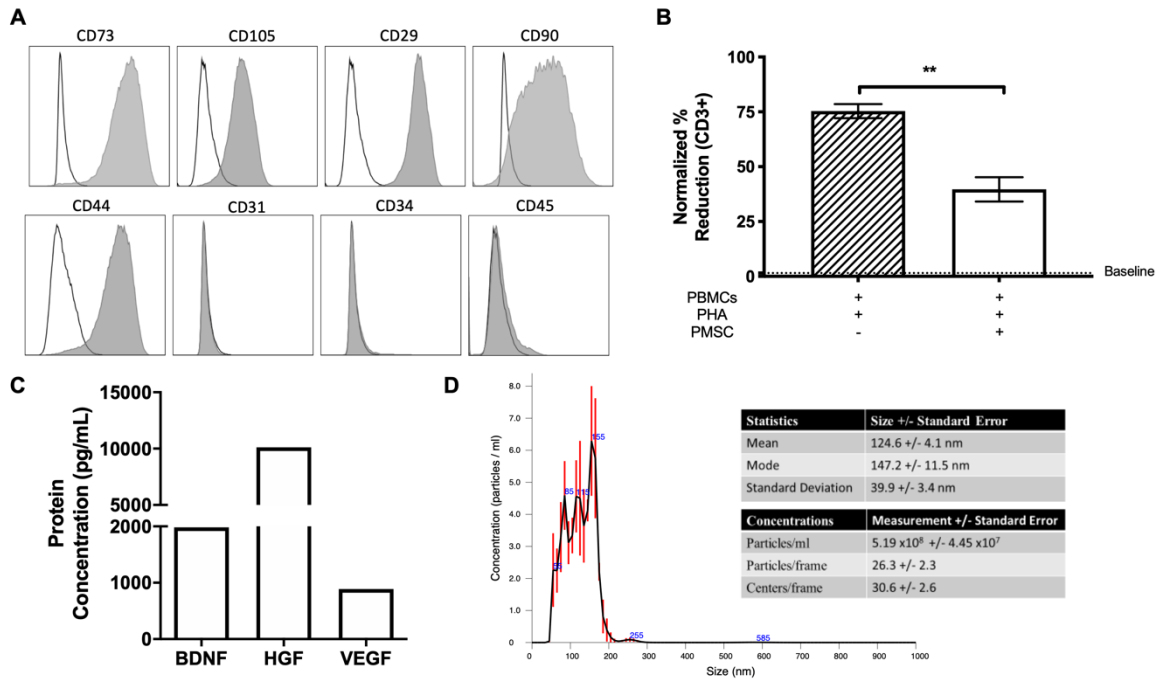 A
CD73 CD105 CD29 CD90
CD44 CD31 CD34 CD45
B
Normalized %
Reduction (CD3+)
100
75
50
25
0
**
Baseline
PBMCs + +
PHA + +
PMSC - +
C
Protein
Concentration (pg/mL)
15000
10000
5000
2000
1000
0
BDNF HGF VEGF
D
Concentration (particles / ml)
8.0
7.0
6.0
5.0
4.0
3.0
2.0
1.0
0
55
85
115
155
255
585
0 100 200 300 400 500 600 700 800 900 1000
Size (nm)
Statistics Size +/- Standard Error
Mean 124.6 +/- 4.1 nm
Mode 147.2 +/- 11.5 nm
Standard Deviation 39.9 +/- 3.4 nm
Concentrations Measurement +/- Standard Error
Particles/ml 5.19 x10⁸ +/- 4.45 x10⁷
Particles/frame 26.3 +/- 2.3
Centers/frame 30.6 +/- 2.6